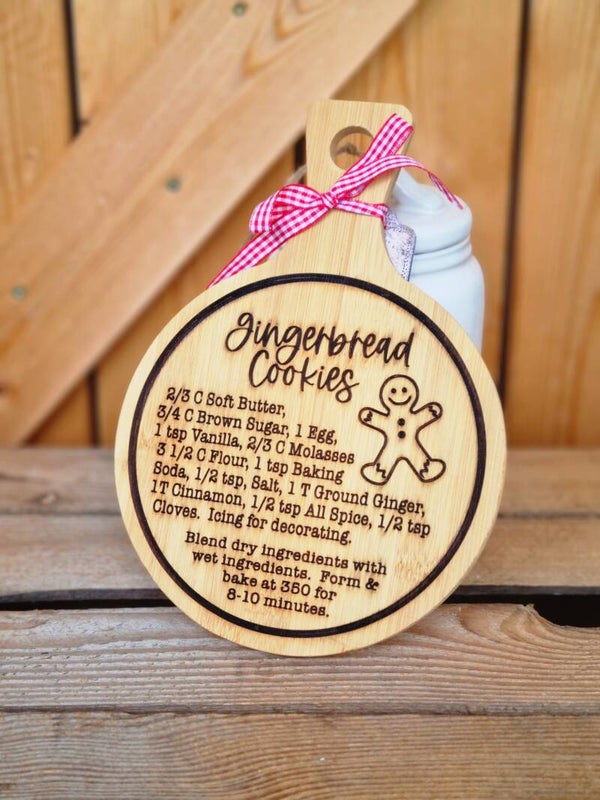 gingerbread
Cookies
2/3 C Soft Butter,
3/4 C Brown Sugar, 1 Egg,
1 tsp Vanilla, 2/3 C Molasses
3 1/2 C Flour, 1 tsp Baking
Soda, 1/2 tsp, Salt, 1 T Ground Ginger,
1T Cinnamon, 1/2 tsp All Spice, 1/2 tsp
Cloves. Icing for decorating.
Blend dry ingredients with
wet ingredients. Form &
bake at 350 for
8-10 minutes.